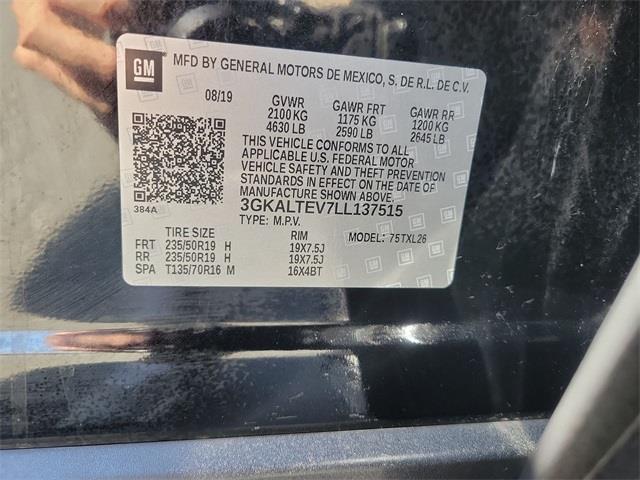 GM
MFD BY GENERAL MOTORS DE MEXICO, S. DE R.L. DE C.V.
08/19 GVWR GAWR FRT GAWR RR
2100 KG 1175 KG 1200 KG
4630 LB 2590 LB 2645 LB
THIS VEHICLE CONFORMS TO ALL
APPLICABLE U.S. FEDERAL MOTOR
VEHICLE SAFETY AND THEFT PREVENTION
STANDARDS IN EFFECT ON THE DATE OF
MANUFACTURE SHOWN ABOVE.
384A 3GKALTEV7LL137515
TYPE: M.P.V. MODEL: 75TXL26
TIRE SIZE RIM
FRT 235/50R19 H 19X7.5J
RR 235/50R19 H 19X7.5J
SPA T135/70R16 M 16X4BT